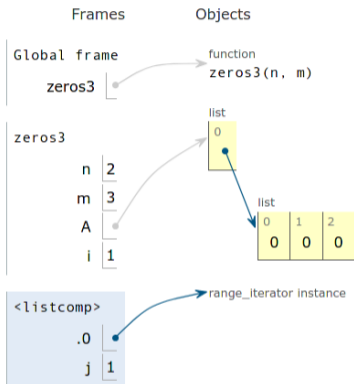 Frames Objects
Global frame
function
zeros3(n, m)
zeros3
list
0
zeros3
n 2
m 3
A
i 1
list
0 1 2
0 0 0
range_iterator instance
<listcomp>
.0
j 1